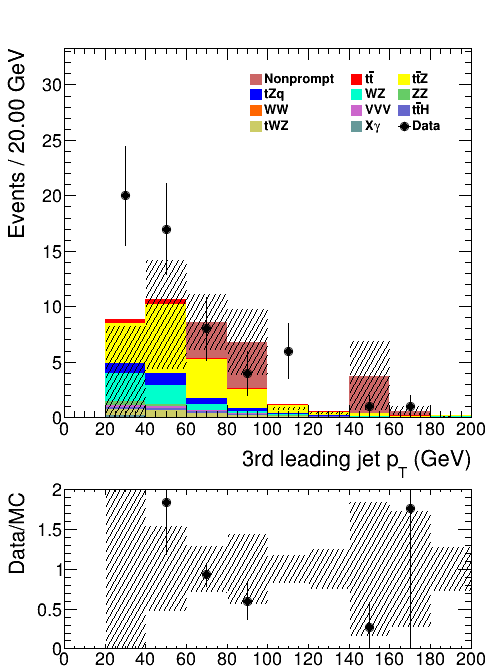 Events / 20.00 GeV
30
25
20
15
10
5
0
Nonprompt tt̄ tt̄Z
tZq WZ ZZ
WW VVV tt̄H
tWZ Xγ Data
0 20 40 60 80 100 120 140 160 180 200
3rd leading jet p_T (GeV)
Data/MC
2
1.5
1
0.5
0
0 20 40 60 80 100 120 140 160 180 200